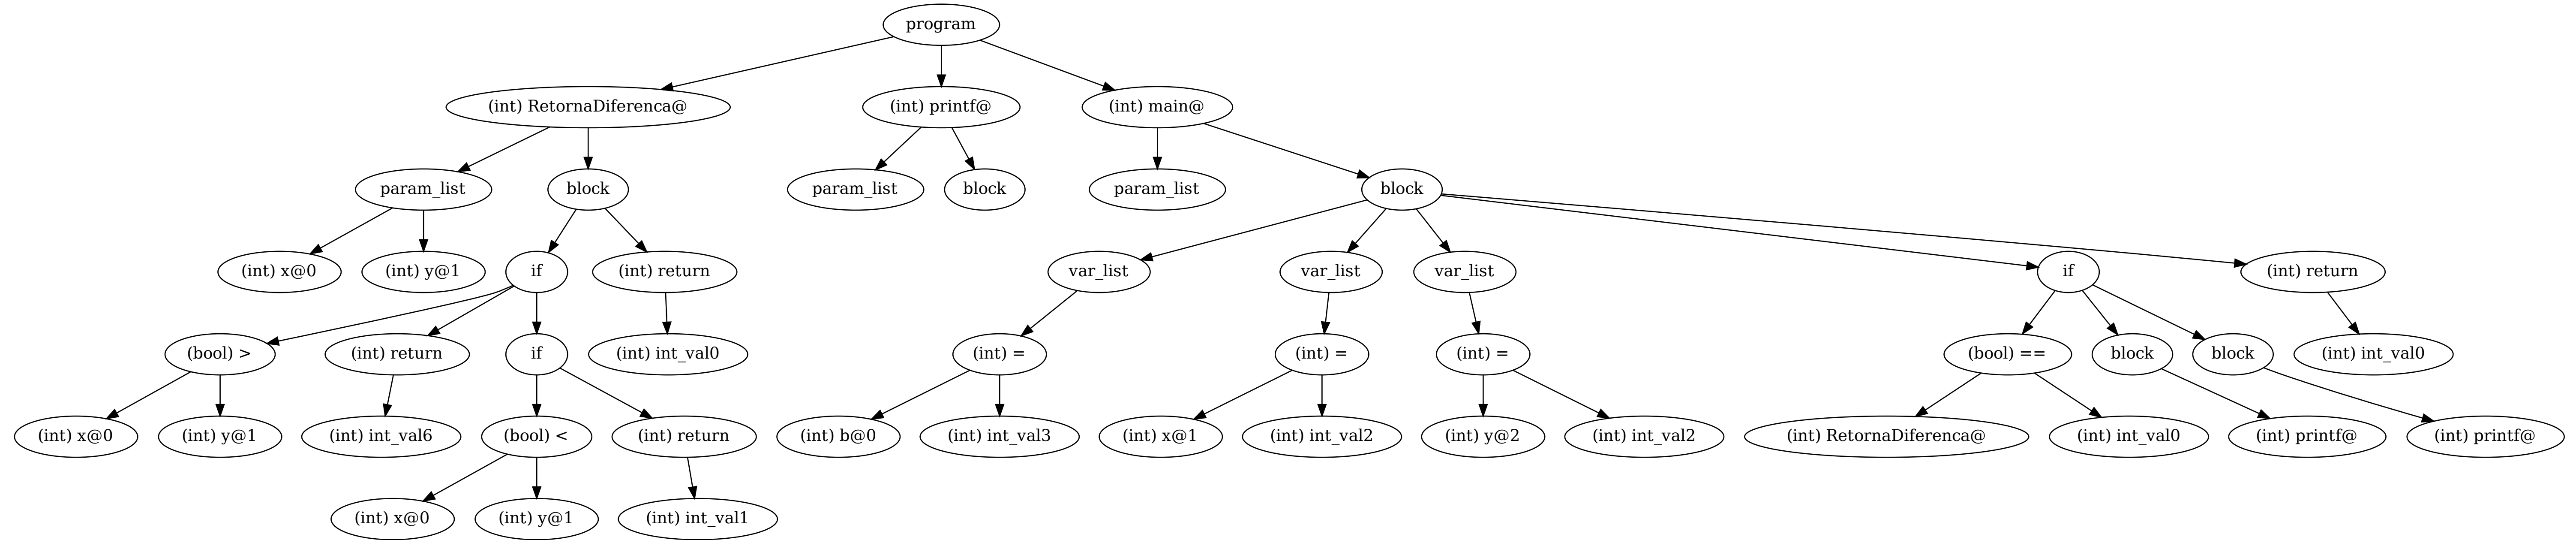 program
(int) RetornaDiferenca@ (int) printf@ (int) main@
param_list block param_list block param_list block
(int) x@0 (int) y@1 if (int) return var_list var_list var_list if (int) return
(bool) > (int) return if (int) int_val0 (int) = (int) = (int) = (bool) == block block (int) int_val0
(int) x@0 (int) y@1 (int) int_val6 (bool) < (int) return (int) b@0 (int) int_val3 (int) x@1 (int) int_val2 (int) y@2 (int) int_val2 (int) RetornaDiferenca@ (int) int_val0 (int) printf@ (int) printf@
(int) x@0 (int) y@1 (int) int_val1